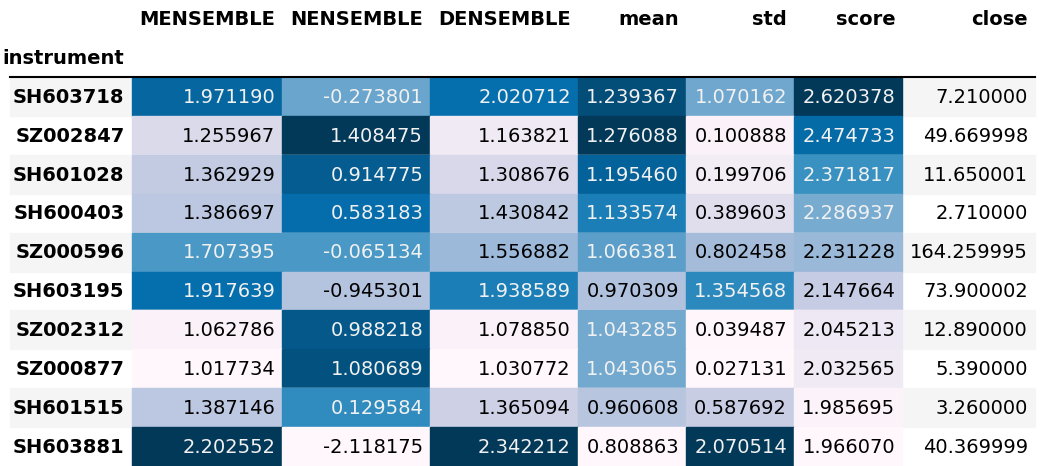 MENSEMBLE NENSEMBLE DENSEMBLE mean std score close
instrument
SH603718 1.971190 -0.273801 2.020712 1.239367 1.070162 2.620378 7.210000
SZ002847 1.255967 1.408475 1.163821 1.276088 0.100888 2.474733 49.669998
SH601028 1.362929 0.914775 1.308676 1.195460 0.199706 2.371817 11.650001
SH600403 1.386697 0.583183 1.430842 1.133574 0.389603 2.286937 2.710000
SZ000596 1.707395 -0.065134 1.556882 1.066381 0.802458 2.231228 164.259995
SH603195 1.917639 -0.945301 1.938589 0.970309 1.354568 2.147664 73.900002
SZ002312 1.062786 0.988218 1.078850 1.043285 0.039487 2.045213 12.890000
SZ000877 1.017734 1.080689 1.030772 1.043065 0.027131 2.032565 5.390000
SH601515 1.387146 0.129584 1.365094 0.960608 0.587692 1.985695 3.260000
SH603881 2.202552 -2.118175 2.342212 0.808863 2.070514 1.966070 40.369999